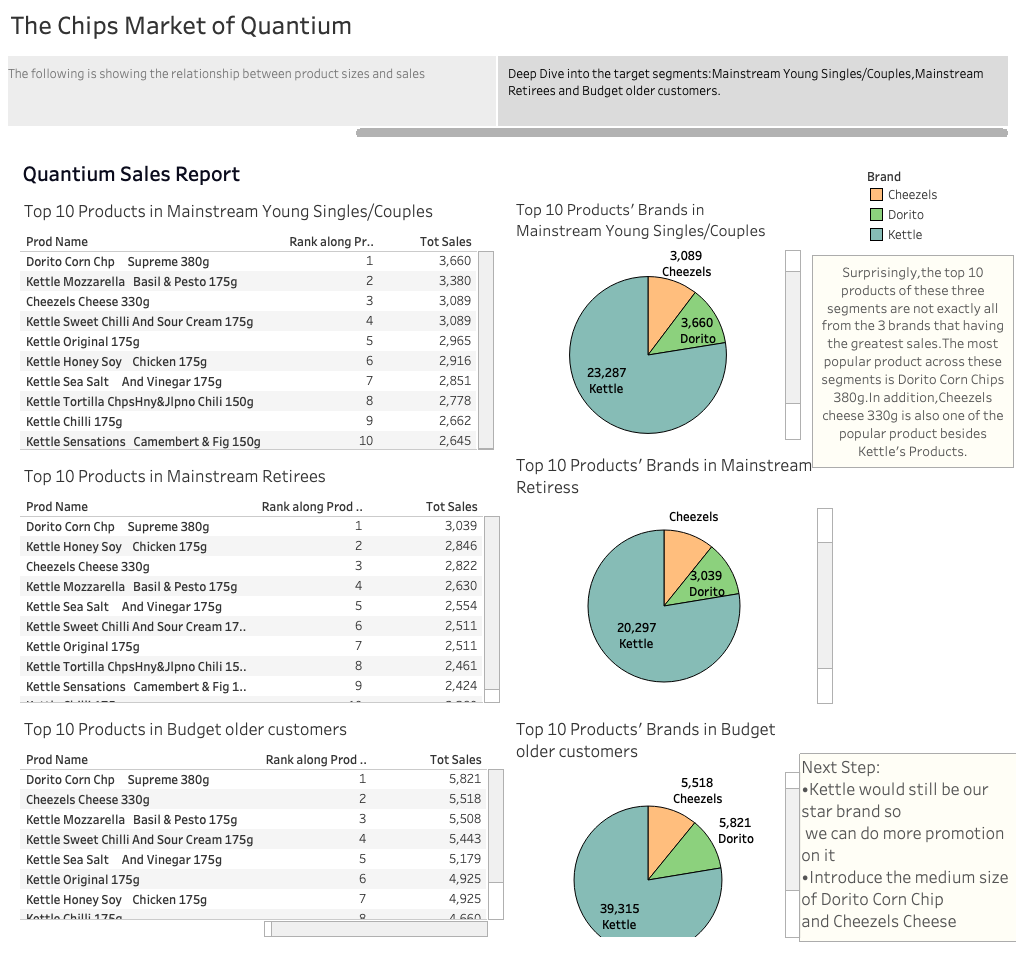 The Chips Market of Quantium
The following is showing the relationship between product sizes and sales
Deep Dive into the target segments:Mainstream Young Singles/Couples,Mainstream
Retirees and Budget older customers.
Quantium Sales Report
Top 10 Products in Mainstream Young Singles/Couples
Prod Name Rank along Pr.. Tot Sales
Dorito Corn Chp Supreme 380g 1 3,660
Kettle Mozzarella Basil & Pesto 175g 2 3,380
Cheezels Cheese 330g 3 3,089
Kettle Sweet Chilli And Sour Cream 175g 4 3,089
Kettle Original 175g 5 2,965
Kettle Honey Soy Chicken 175g 6 2,916
Kettle Sea Salt And Vinegar 175g 7 2,851
Kettle Tortilla ChpsHny&Jlpno Chili 150g 8 2,778
Kettle Chilli 175g 9 2,662
Kettle Sensations Camembert & Fig 150g 10 2,645
Top 10 Products' Brands in
Mainstream Young Singles/Couples
3,089
Cheezels
3,660
Dorito
23,287
Kettle
Brand
Cheezels
Dorito
Kettle
Surprisingly,the top 10
products of these three
segments are not exactly all
from the 3 brands that having
the greatest sales.The most
popular product across these
segments is Dorito Corn Chips
380g.In addition,Cheezels
cheese 330g is also one of the
popular product besides
Kettle's Products.
Top 10 Products in Mainstream Retirees
Prod Name Rank along Prod .. Tot Sales
Dorito Corn Chp Supreme 380g 1 3,039
Kettle Honey Soy Chicken 175g 2 2,846
Cheezels Cheese 330g 3 2,822
Kettle Mozzarella Basil & Pesto 175g 4 2,630
Kettle Sea Salt And Vinegar 175g 5 2,554
Kettle Sweet Chilli And Sour Cream 17.. 6 2,511
Kettle Original 175g 7 2,511
Kettle Tortilla ChpsHny&Jlpno Chili 15.. 8 2,461
Kettle Sensations Camembert & Fig 1.. 9 2,424
Top 10 Products' Brands in Mainstream
Retiress
Cheezels
3,039
Dorito
20,297
Kettle
Top 10 Products in Budget older customers
Prod Name Rank along Prod .. Tot Sales
Dorito Corn Chp Supreme 380g 1 5,821
Cheezels Cheese 330g 2 5,518
Kettle Mozzarella Basil & Pesto 175g 3 5,508
Kettle Sweet Chilli And Sour Cream 175g 4 5,443
Kettle Sea Salt And Vinegar 175g 5 5,179
Kettle Original 175g 6 4,925
Kettle Honey Soy Chicken 175g 7 4,925
Kettle Chilli 175g 8 4,660
Top 10 Products' Brands in Budget
older customers
5,518
Cheezels
5,821
Dorito
39,315
Kettle
Next Step:
•Kettle would still be our
star brand so
we can do more promotion
on it
•Introduce the medium size
of Dorito Corn Chip
and Cheezels Cheese